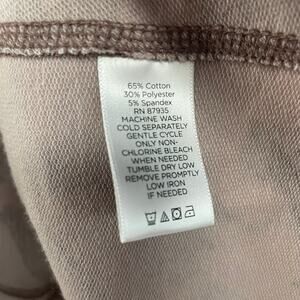 65% Cotton
30% Polyester
5% Spandex
RN 87935
MACHINE WASH
COLD SEPARATELY
GENTLE CYCLE
ONLY NON-
CHLORINE BLEACH
WHEN NEEDED
TUMBLE DRY LOW
REMOVE PROMPTLY
LOW IRON
IF NEEDED